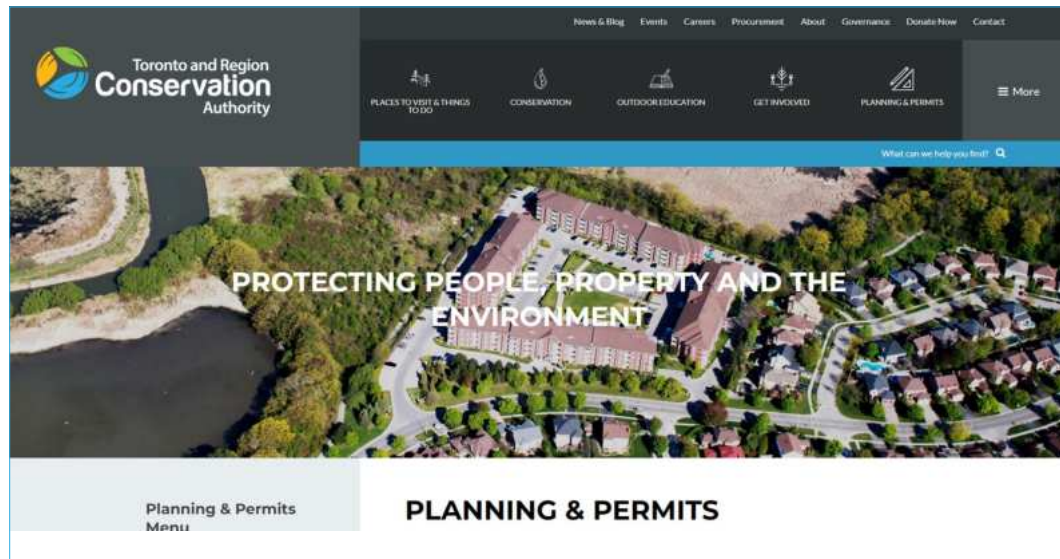 News & Blog Events Careers Procurement About Governance Donate Now Contact
Toronto and Region
Conservation
Authority
PLACES TO VISIT & THINGS
TO DO
CONSERVATION
OUTDOOR EDUCATION
GET INVOLVED
PLANNING & PERMITS
More
What can we help you find?
PROTECTING PEOPLE, PROPERTY AND THE
ENVIRONMENT
Planning & Permits
Menu
PLANNING & PERMITS